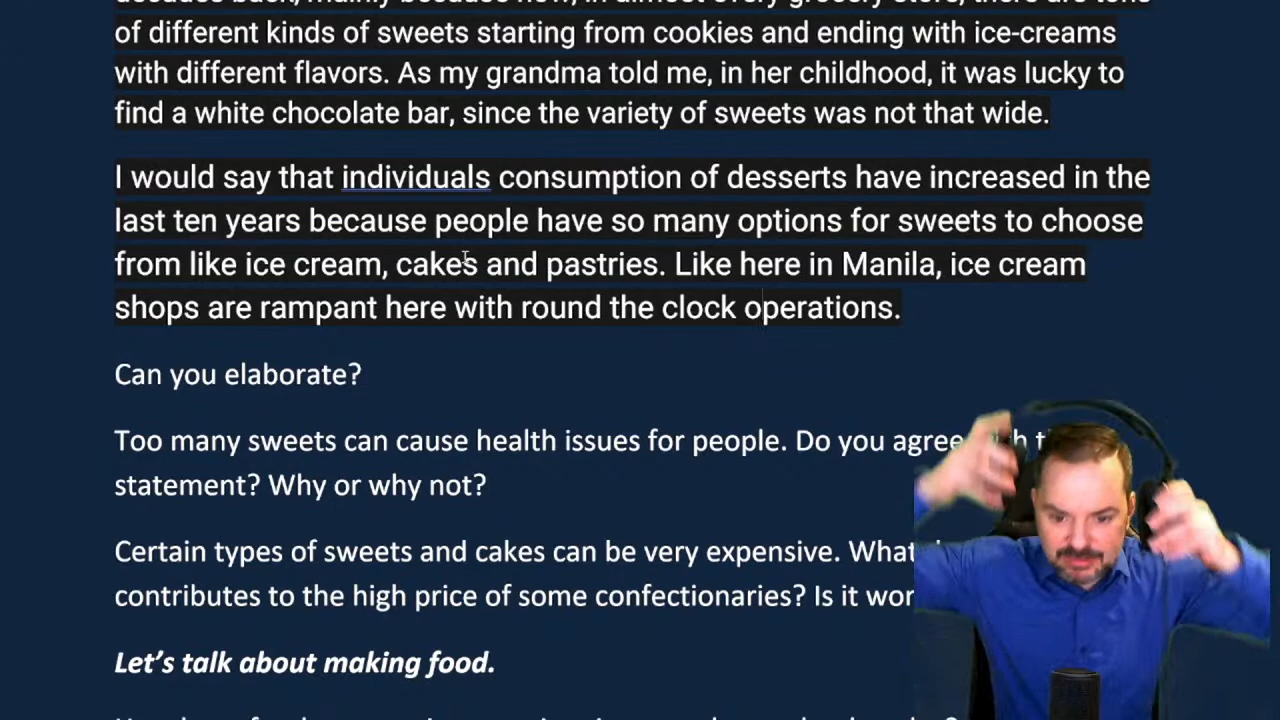 of different kinds of sweets starting from cookies and ending with ice-creams
with different flavors. As my grandma told me, in her childhood, it was lucky to
find a white chocolate bar, since the variety of sweets was not that wide.
I would say that individuals consumption of desserts have increased in the
last ten years because people have so many options for sweets to choose
from like ice cream, cakes and pastries. Like here in Manila, ice cream
shops are rampant here with round the clock operations.
Can you elaborate?
Too many sweets can cause health issues for people. Do you agree
statement? Why or why not?
Certain types of sweets and cakes can be very expensive. What
contributes to the high price of some confectionaries? Is it
Let's talk about making food.